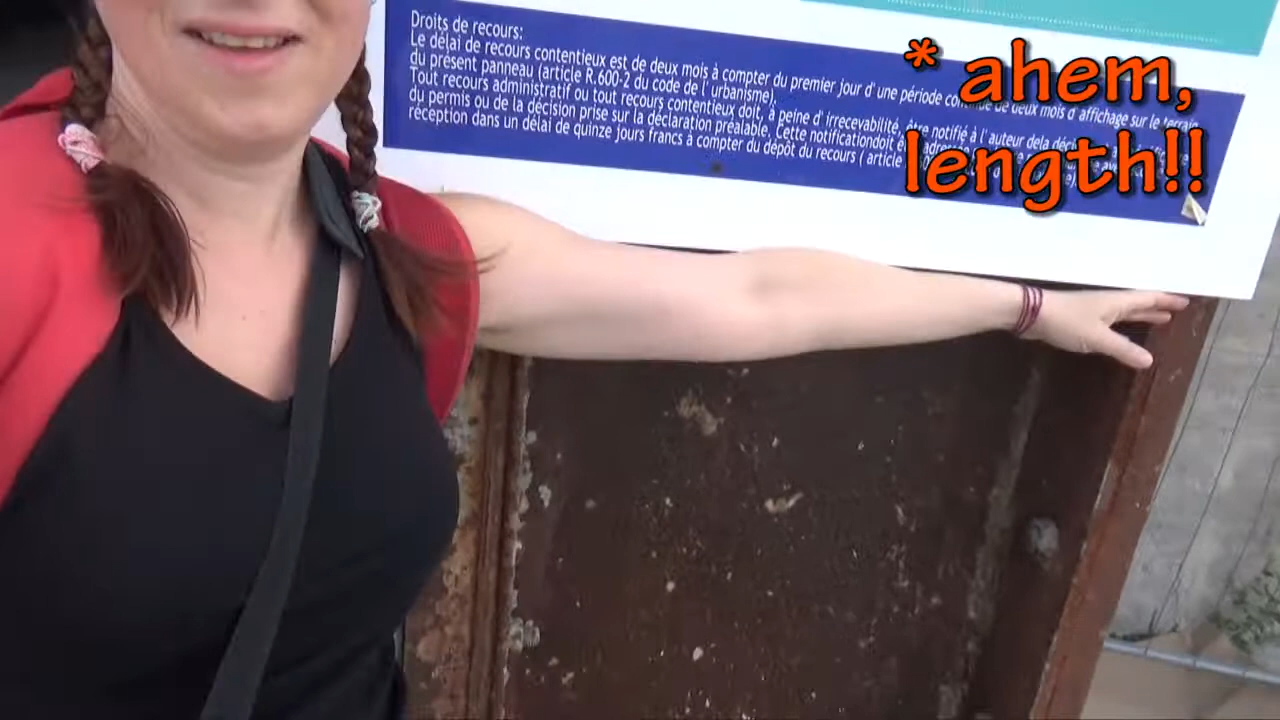 Droits de recours:
Le délai de recours contentieux est de deux mois à compter du premier jour d'une période de deux mois d'affichage sur le terrain
du présent panneau (article R.600-2 du code de l'urbanisme).
Tout recours administratif ou tout recours contentieux doit, à peine d'irrecevabilité, être notifié à l'auteur dela
du permis ou de la décision prise sur la déclaration préalable. Cette notificationdoit
reception dans un délai de quinze jours francs à compter du dépôt du recours ( article
* ahem,
length!!